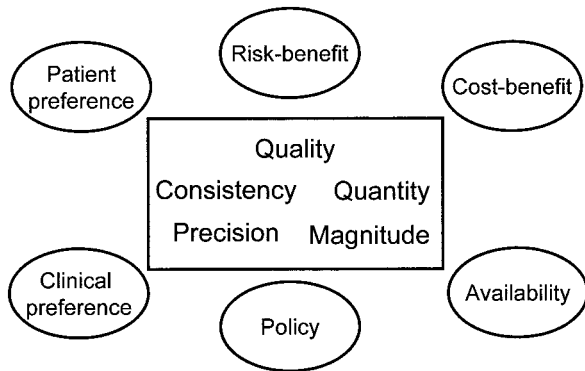 Risk-benefit
Patient
preference
Cost-benefit
Quality
Consistency Quantity
Precision Magnitude
Clinical
preference
Availability
Policy